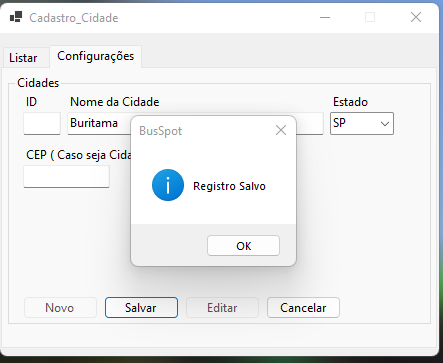 Cadastro_Cidade
Listar Configurações
Cidades
ID Nome da Cidade Estado
Buritama SP
BusSpot
CEP ( Caso seja
Registro Salvo
OK
Novo Salvar Editar Cancelar